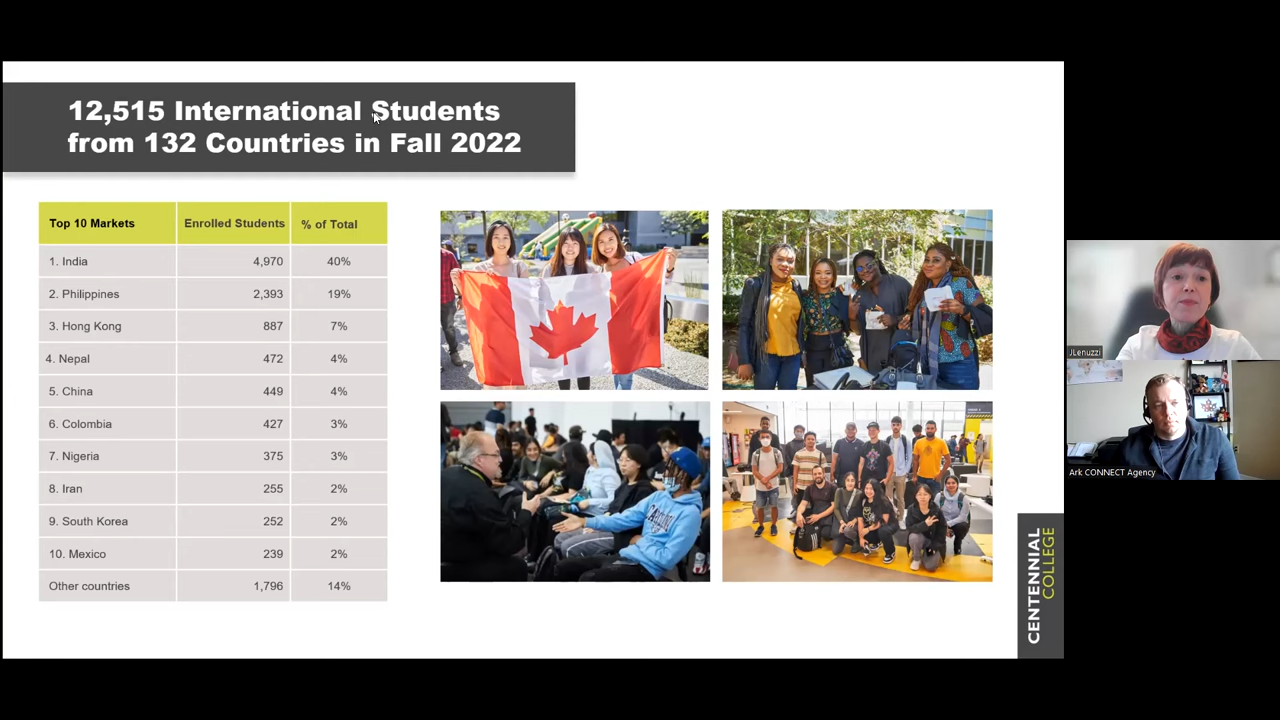 12,515 International Students
from 132 Countries in Fall 2022
Top 10 Markets Enrolled Students % of Total
1. India 4,970 40%
2. Philippines 2,393 19%
3. Hong Kong 887 7%
4. Nepal 472 4%
5. China 449 4%
6. Colombia 427 3%
7. Nigeria 375 3%
8. Iran 255 2%
9. South Korea 252 2%
10. Mexico 239 2%
Other countries 1,796 14%
CENTENNIAL
COLLEGE
JLenuzzi
Ark CONNECT Agency